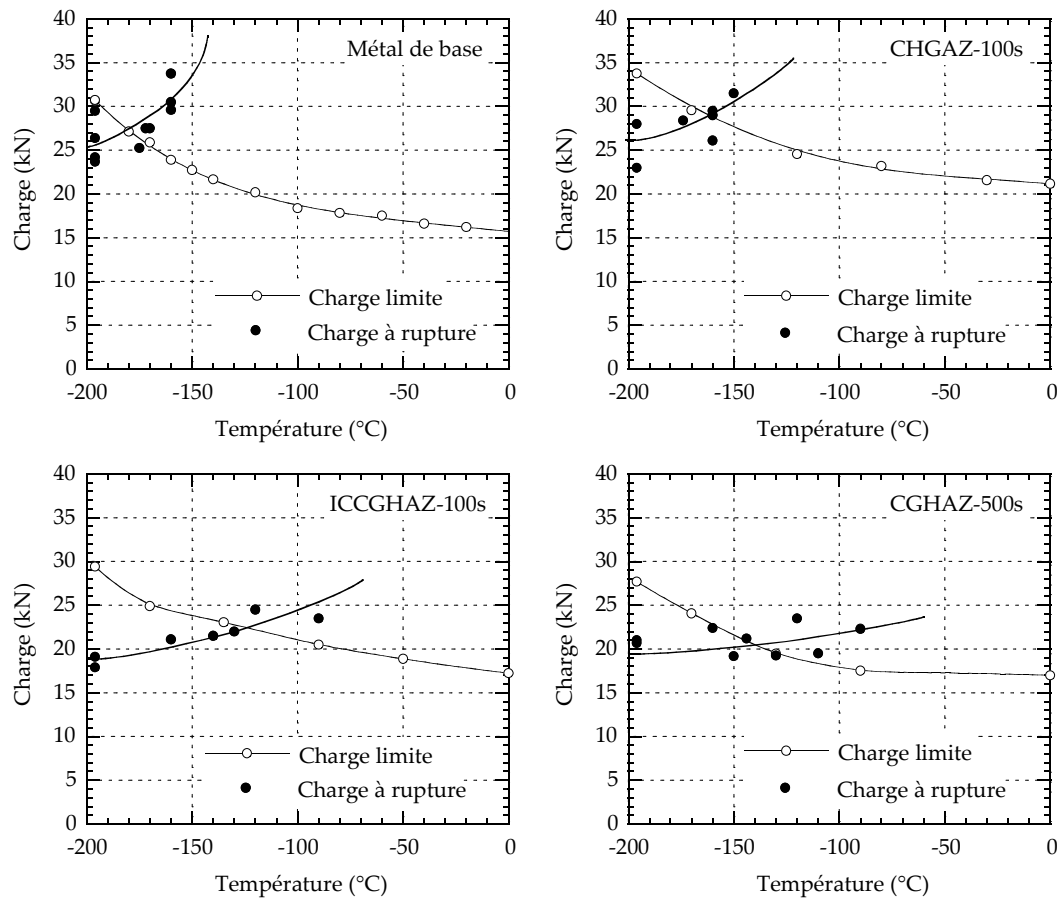 Métal de base
Charge (kN)
40
35
30
25
20
15
10
5
0
Charge limite
Charge à rupture
-200
-150
-100
-50
0
Température (°C)
CHGAZ-100s
Charge (kN)
40
35
30
25
20
15
10
5
0
Charge limite
Charge à rupture
-200
-150
-100
-50
0
Température (°C)
ICCGHAZ-100s
Charge (kN)
40
35
30
25
20
15
10
5
0
Charge limite
Charge à rupture
-200
-150
-100
-50
0
Température (°C)
CGHAZ-500s
Charge (kN)
40
35
30
25
20
15
10
5
0
Charge limite
Charge à rupture
-200
-150
-100
-50
0
Température (°C)